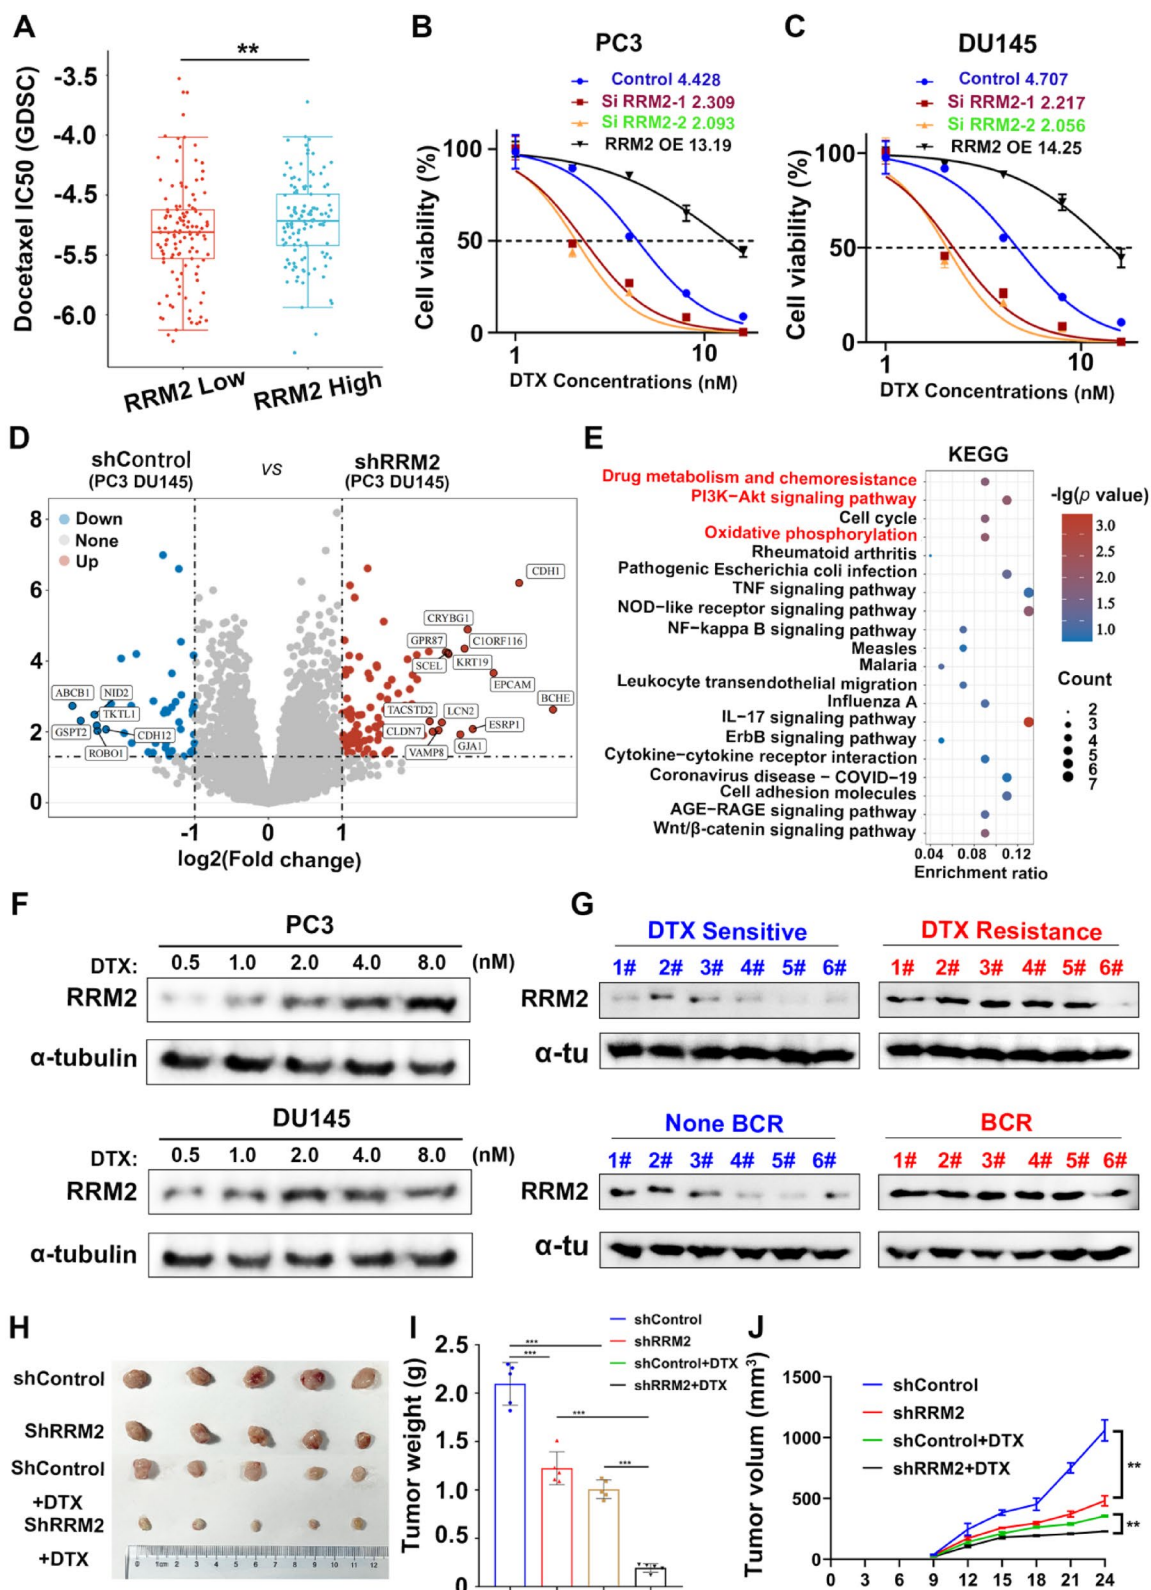 A
**
Docetaxel IC50 (GDSC)
-3.5
-4.0
-4.5
-5.5
-6.0
RRM2 Low
RRM2 High
B
PC3
Control 4.428
Si RRM2-1 2.309
Si RRM2-2 2.093
RRM2 OE 13.19
Cell viability (%)
100
50
0
1
10
DTX Concentrations (nM)
C
DU145
Control 4.707
Si RRM2-1 2.217
Si RRM2-2 2.056
RRM2 OE 14.25
Cell viability (%)
100
50
0
1
10
DTX Concentrations (nM)
D
shControl
(PC3 DU145)
VS
shRRM2
(PC3 DU145)
Down
None
Up
8
6
4
2
0
CDH1
CRYBG1
GPR87
C1ORF116
SCEL
KRT19
EPCAM
BCHE
ABCB1
NID2
TKTL1
GSPT2
CDH12
ROBO1
TACSTD2
LCN2
CLDN7
ESRP1
VAMP8
GJA1
-1
0
1
log2(Fold change)
E
KEGG
Drug metabolism and chemoresistance
PI3K−Akt signaling pathway
Cell cycle
Oxidative phosphorylation
Rheumatoid arthritis
Pathogenic Escherichia coli infection
TNF signaling pathway
NOD−like receptor signaling pathway
NF−kappa B signaling pathway
Measles
Malaria
Leukocyte transendothelial migration
Influenza A
IL−17 signaling pathway
ErbB signaling pathway
Cytokine−cytokine receptor interaction
Coronavirus disease − COVID−19
Cell adhesion molecules
AGE−RAGE signaling pathway
Wnt/β-catenin signaling pathway
0.04 0.08 0.12
Enrichment ratio
-lg(p value)
3.0
2.5
2.0
1.5
1.0
Count
2
3
4
5
6
7
F
PC3
DTX: 0.5 1.0 2.0 4.0 8.0 (nM)
RRM2
α-tubulin
DU145
DTX: 0.5 1.0 2.0 4.0 8.0 (nM)
RRM2
α-tubulin
G
DTX Sensitive
DTX Resistance
1# 2# 3# 4# 5# 6#
1# 2# 3# 4# 5# 6#
RRM2
α-tu
None BCR
BCR
1# 2# 3# 4# 5# 6#
1# 2# 3# 4# 5# 6#
RRM2
α-tu
H
shControl
ShRRM2
ShControl
+DTX
ShRRM2
+DTX
0 1cm 2 3 4 5 6 7 8 9 10 11 12
I
shControl
shRRM2
shControl+DTX
shRRM2+DTX
Tumor weight (g)
2.5
2.0
1.5
1.0
0.5
0
***
***
***
***
J
Tumor volum (mm³)
1500
1000
500
0
shControl
shRRM2
shControl+DTX
shRRM2+DTX
**
**
0 3 6 9 12 15 18 21 24